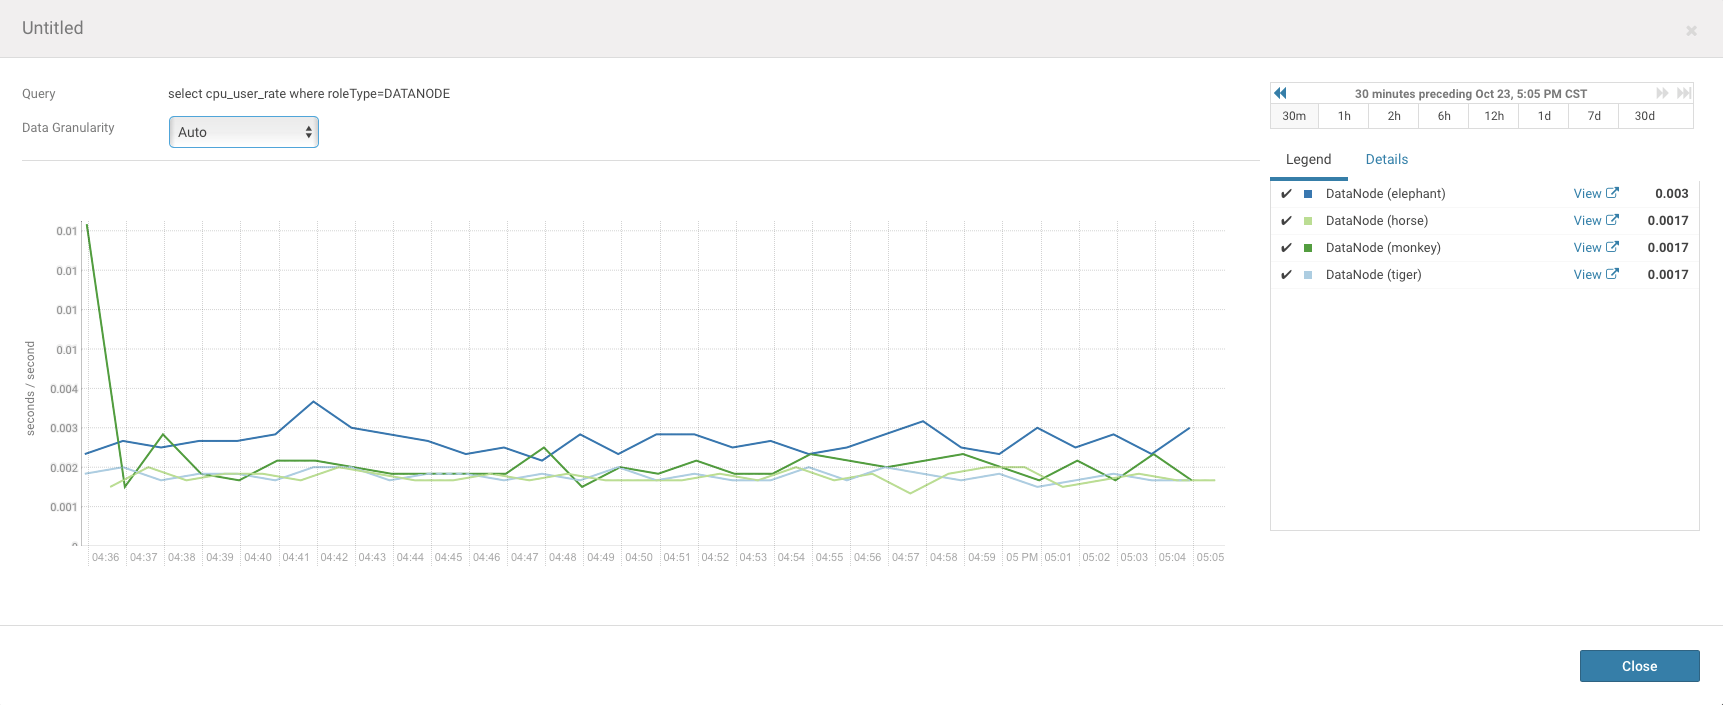 Untitled
Query select cpu_user_rate where roleType=DATANODE
Data Granularity Auto
30 minutes preceding Oct 23, 5:05 PM CST
30m 1h 2h 6h 12h 1d 7d 30d
Legend Details
DataNode (elephant) View 0.003
DataNode (horse) View 0.0017
DataNode (monkey) View 0.0017
DataNode (tiger) View 0.0017
seconds / second
0.01
0.01
0.01
0.01
0.004
0.003
0.002
0.001
0
04:36 04:37 04:38 04:39 04:40 04:41 04:42 04:43 04:44 04:45 04:46 04:47 04:48 04:49 04:50 04:51 04:52 04:53 04:54 04:55 04:56 04:57 04:58 04:59 05 PM 05:01 05:02 05:03 05:04 05:05
Close